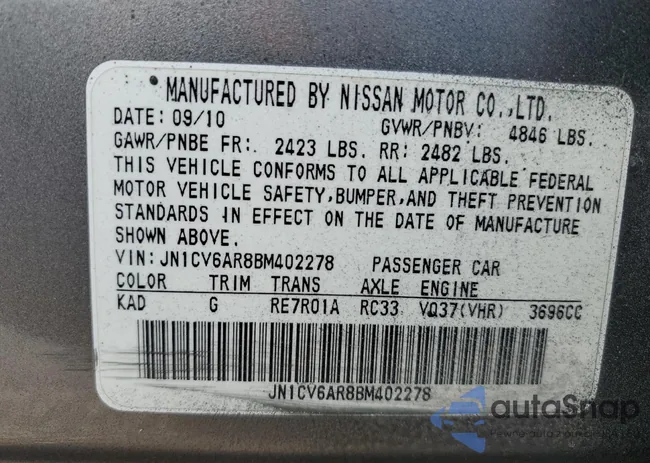 MANUFACTURED BY NISSAN MOTOR CO.,LTD.
DATE: 09/10 GVWR/PNBV: 4846 LBS.
GAWR/PNBE FR: 2423 LBS. RR: 2482 LBS.
THIS VEHICLE CONFORMS TO ALL APPLICABLE FEDERAL
MOTOR VEHICLE SAFETY,BUMPER,AND THEFT PREVENTION
STANDARDS IN EFFECT ON THE DATE OF MANUFACTURE
SHOWN ABOVE.
VIN: JN1CV6AR8BM402278 PASSENGER CAR
COLOR TRIM TRANS AXLE ENGINE
KAD G RE7R01A RC33 VQ37(VHR) 3696CC
JN1CV6AR8BM402278
autoSnap